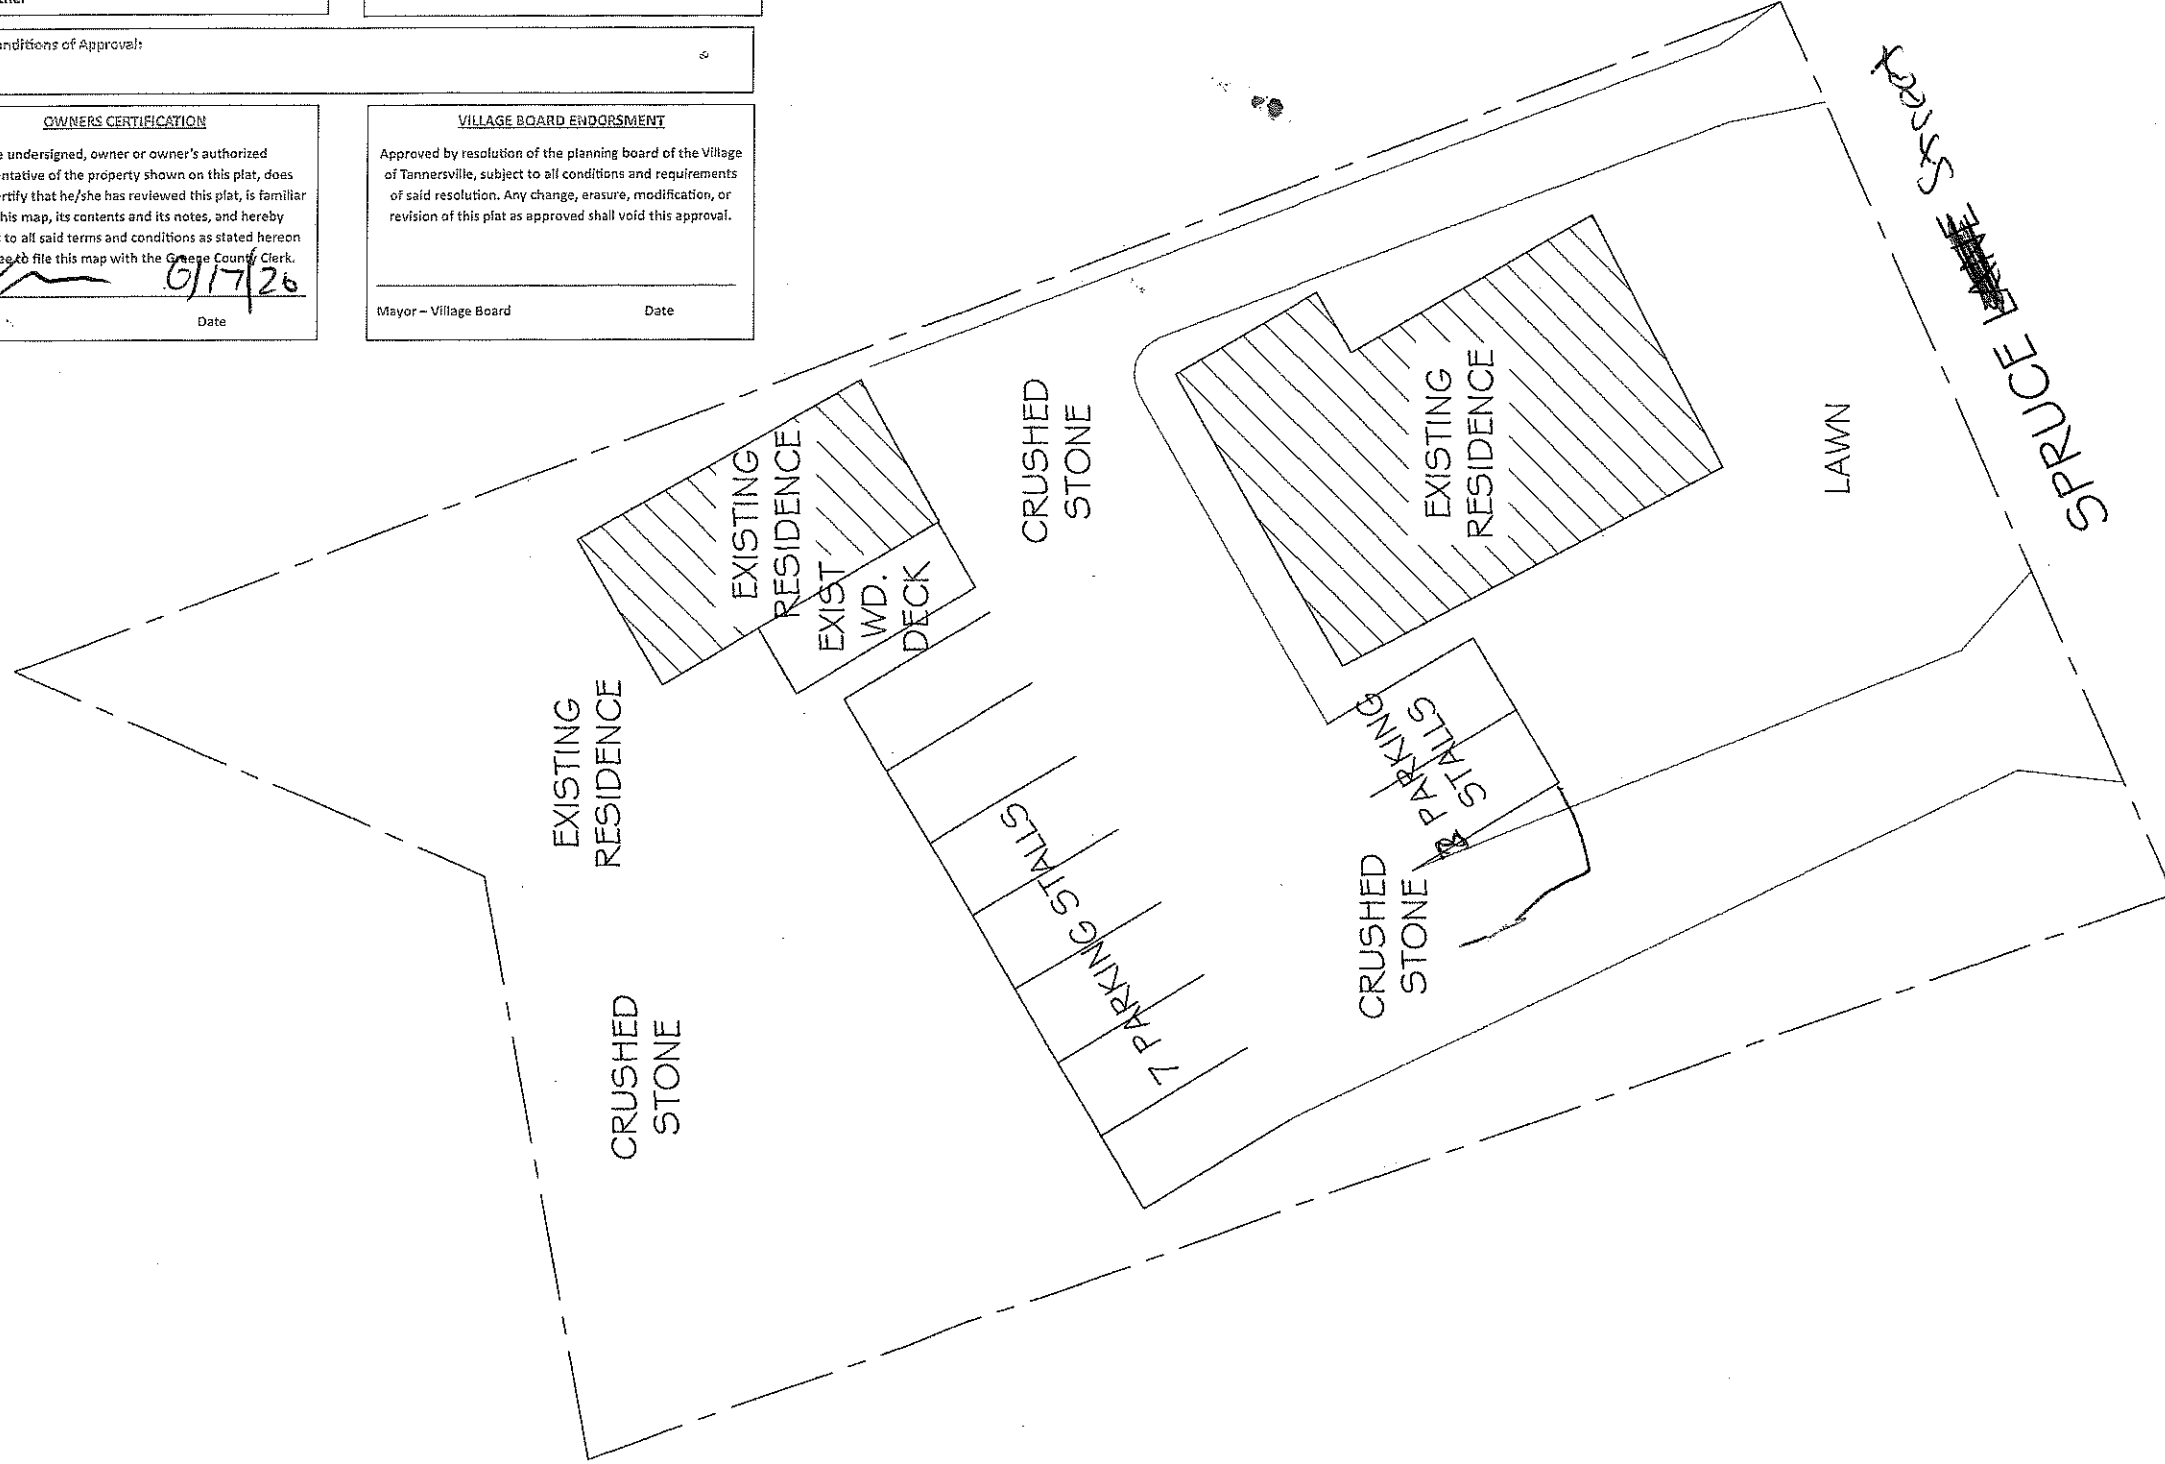 nditions of Approval:
OWNERS CERTIFICATION
e undersigned, owner or owner's authorized
ntative of the property shown on this plat, does
rtify that he/she has reviewed this plat, is familiar
his map, its contents and its notes, and hereby
to all said terms and conditions as stated hereon
ee to file this map with the Greene County Clerk.
6/17/20
Date
VILLAGE BOARD ENDORSMENT
Approved by resolution of the planning board of the Village
of Tannersville, subject to all conditions and requirements
of said resolution. Any change, erasure, modification, or
revision of this plat as approved shall void this approval.
Mayor – Village Board Date
EXISTING
RESIDENCE
EXIST
WD.
DECK
CRUSHED
STONE
EXISTING
RESIDENCE
LAWN
SPRUCE Street
EXISTING
RESIDENCE
7 PARKING STALLS
PARKING
STALLS
CRUSHED
STONE
CRUSHED
STONE